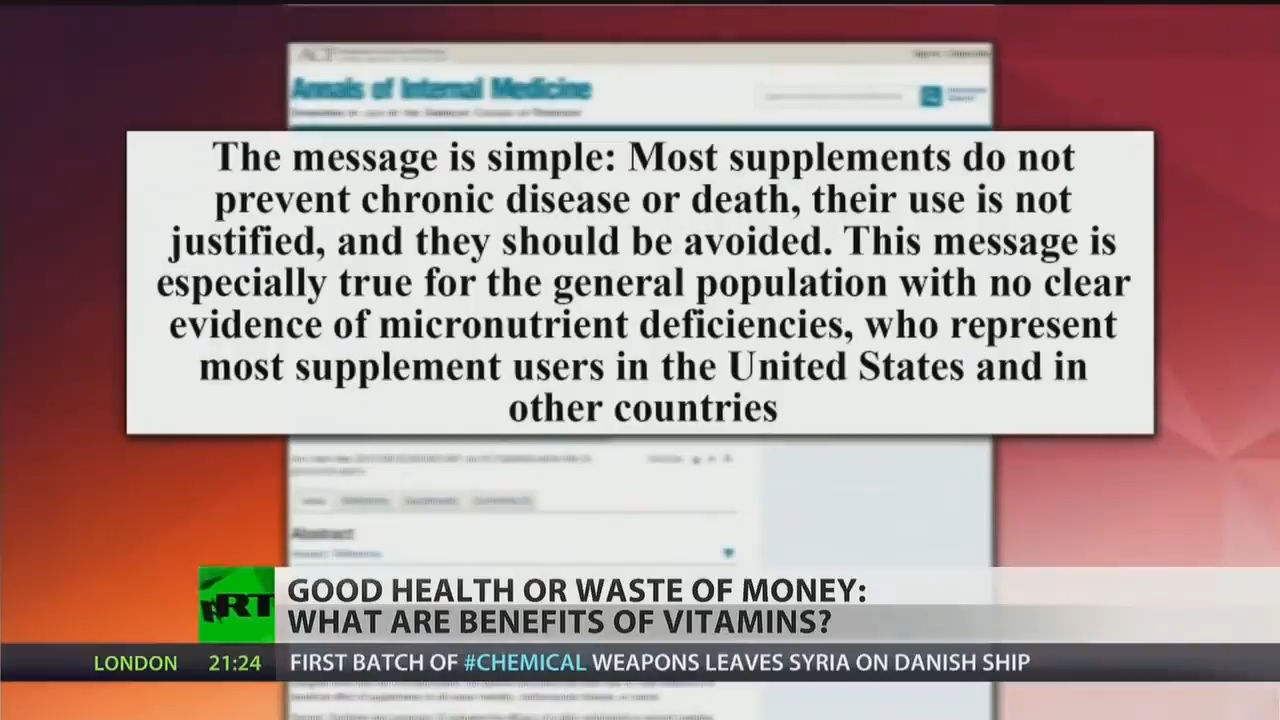 Annals of Internal Medicine
The message is simple: Most supplements do not
prevent chronic disease or death, their use is not
justified, and they should be avoided. This message is
especially true for the general population with no clear
evidence of micronutrient deficiencies, who represent
most supplement users in the United States and in
other countries
Abstract
RT
GOOD HEALTH OR WASTE OF MONEY:
WHAT ARE BENEFITS OF VITAMINS?
LONDON 21:24 FIRST BATCH OF #CHEMICAL WEAPONS LEAVES SYRIA ON DANISH SHIP